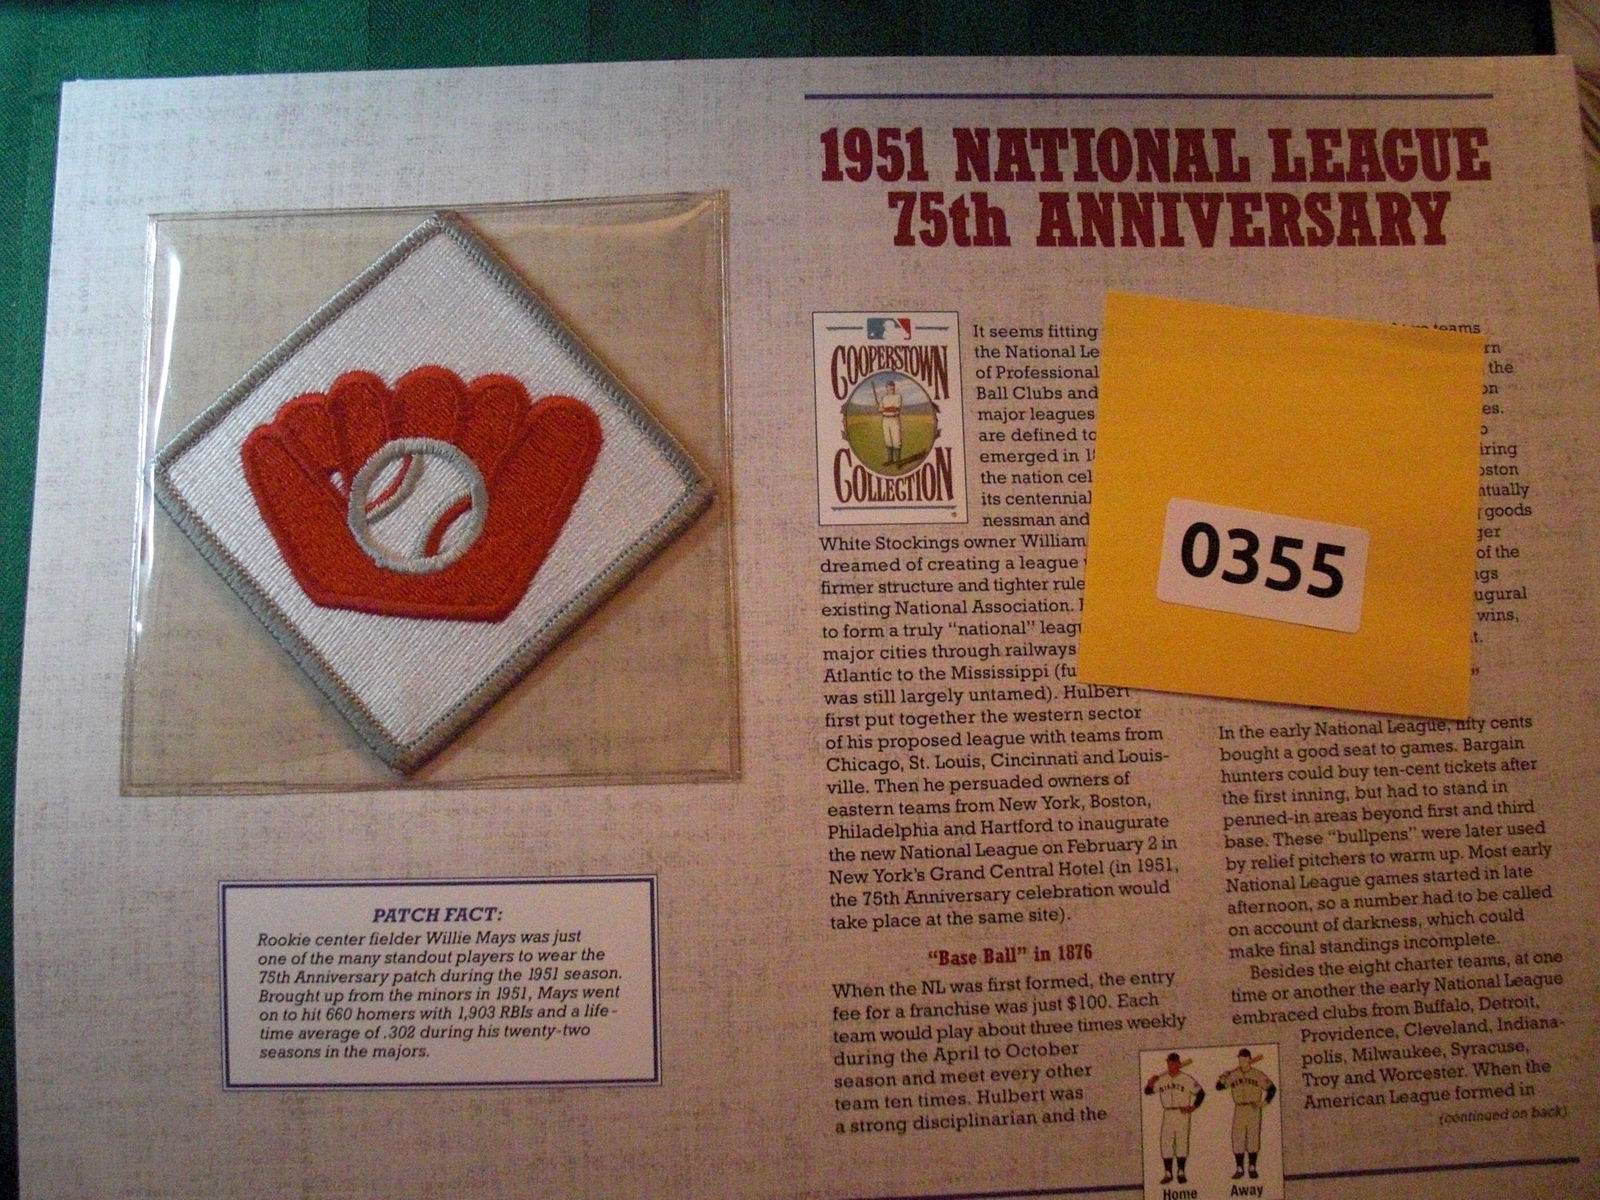 1951 NATIONAL LEAGUE
75th ANNIVERSARY
COOPERSTOWN
COLLECTION
It seems fitting
the National Le
of Professional
Ball Clubs and
major leagues
are defined to
emerged in
the nation cel
its centennial
nessman and
White Stockings owner William
dreamed of creating a league
firmer structure and tighter rule
existing National Association.
to form a truly “national” leagu
major cities through railways
Atlantic to the Mississippi (fu
was still largely untamed). Hulbert
first put together the western sector
of his proposed league with teams from
Chicago, St. Louis, Cincinnati and Louis-
ville. Then he persuaded owners of
eastern teams from New York, Boston,
Philadelphia and Hartford to inaugurate
the new National League on February 2 in
New York's Grand Central Hotel (in 1951,
the 75th Anniversary celebration would
take place at the same site).
“Base Ball” in 1876
When the NL was first formed, the entry
fee for a franchise was just $100. Each
team would play about three times weekly
during the April to October
season and meet every other
team ten times. Hulbert was
a strong disciplinarian and the
teams
rn
the
on
es.
iring
oston
ntually
goods
ger
of the
ngs
ugural
wins,
t.
0355
In the early National League, fifty cents
bought a good seat to games. Bargain
hunters could buy ten-cent tickets after
the first inning, but had to stand in
penned-in areas beyond first and third
base. These “bullpens” were later used
by relief pitchers to warm up. Most early
National League games started in late
afternoon, so a number had to be called
on account of darkness, which could
make final standings incomplete.
Besides the eight charter teams, at one
time or another the early National League
embraced clubs from Buffalo, Detroit,
Providence, Cleveland, Indiana-
polis, Milwaukee, Syracuse,
Troy and Worcester. When the
American League formed in
(continued on back)
GIANTS
Home Away
PATCH FACT:
Rookie center fielder Willie Mays was just
one of the many standout players to wear the
75th Anniversary patch during the 1951 season.
Brought up from the minors in 1951, Mays went
on to hit 660 homers with 1,903 RBIs and a life-
time average of .302 during his twenty-two
seasons in the majors.